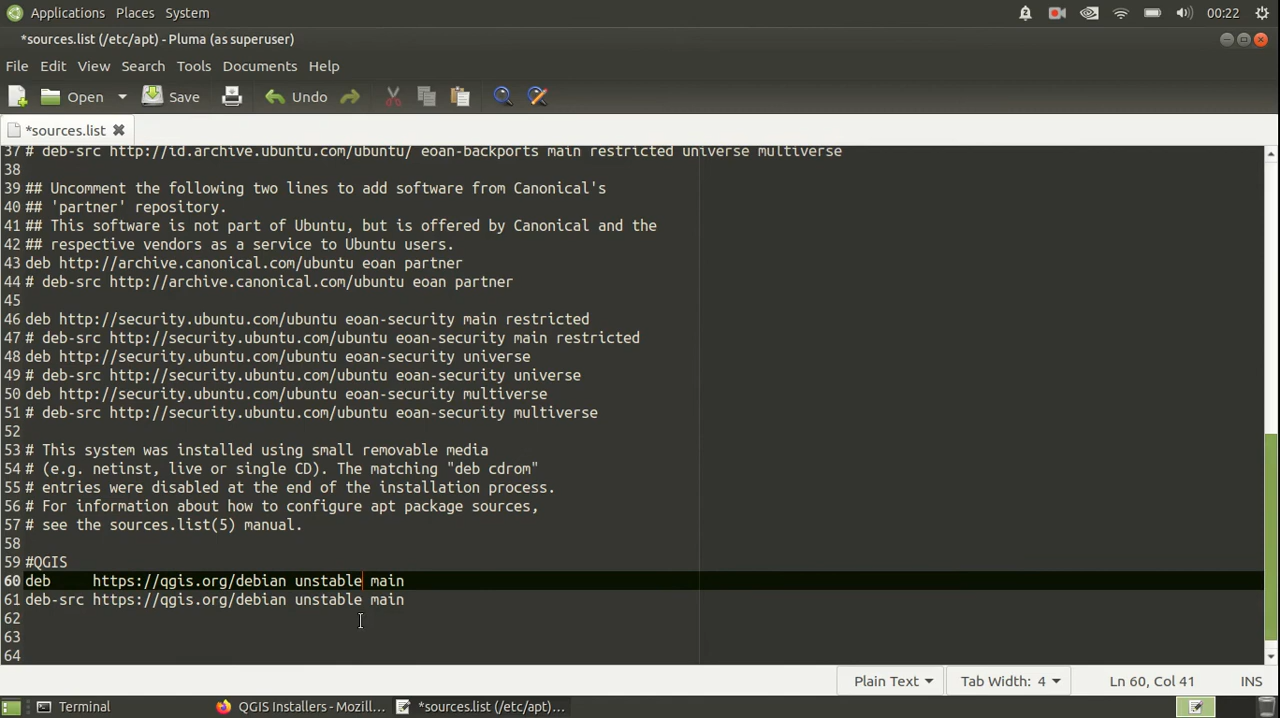 Applications Places System 00:22
*sources.list (/etc/apt) - Pluma (as superuser)
File Edit View Search Tools Documents Help
Open Save Undo
*sources.list
37 # deb-src http://id.archive.ubuntu.com/ubuntu/ eoan-backports main restricted universe multiverse
38
39 ## Uncomment the following two lines to add software from Canonical's
40 ## 'partner' repository.
41 ## This software is not part of Ubuntu, but is offered by Canonical and the
42 ## respective vendors as a service to Ubuntu users.
43 deb http://archive.canonical.com/ubuntu eoan partner
44 # deb-src http://archive.canonical.com/ubuntu eoan partner
45
46 deb http://security.ubuntu.com/ubuntu eoan-security main restricted
47 # deb-src http://security.ubuntu.com/ubuntu eoan-security main restricted
48 deb http://security.ubuntu.com/ubuntu eoan-security universe
49 # deb-src http://security.ubuntu.com/ubuntu eoan-security universe
50 deb http://security.ubuntu.com/ubuntu eoan-security multiverse
51 # deb-src http://security.ubuntu.com/ubuntu eoan-security multiverse
52
53 # This system was installed using small removable media
54 # (e.g. netinst, live or single CD). The matching "deb cdrom"
55 # entries were disabled at the end of the installation process.
56 # For information about how to configure apt package sources,
57 # see the sources.list(5) manual.
58
59 #QGIS
60 deb     https://qgis.org/debian unstable main
61 deb-src https://qgis.org/debian unstable main
62
63
64
Plain Text Tab Width: 4 Ln 60, Col 41 INS
Terminal QGIS Installers - Mozill... *sources.list (/etc/apt)...